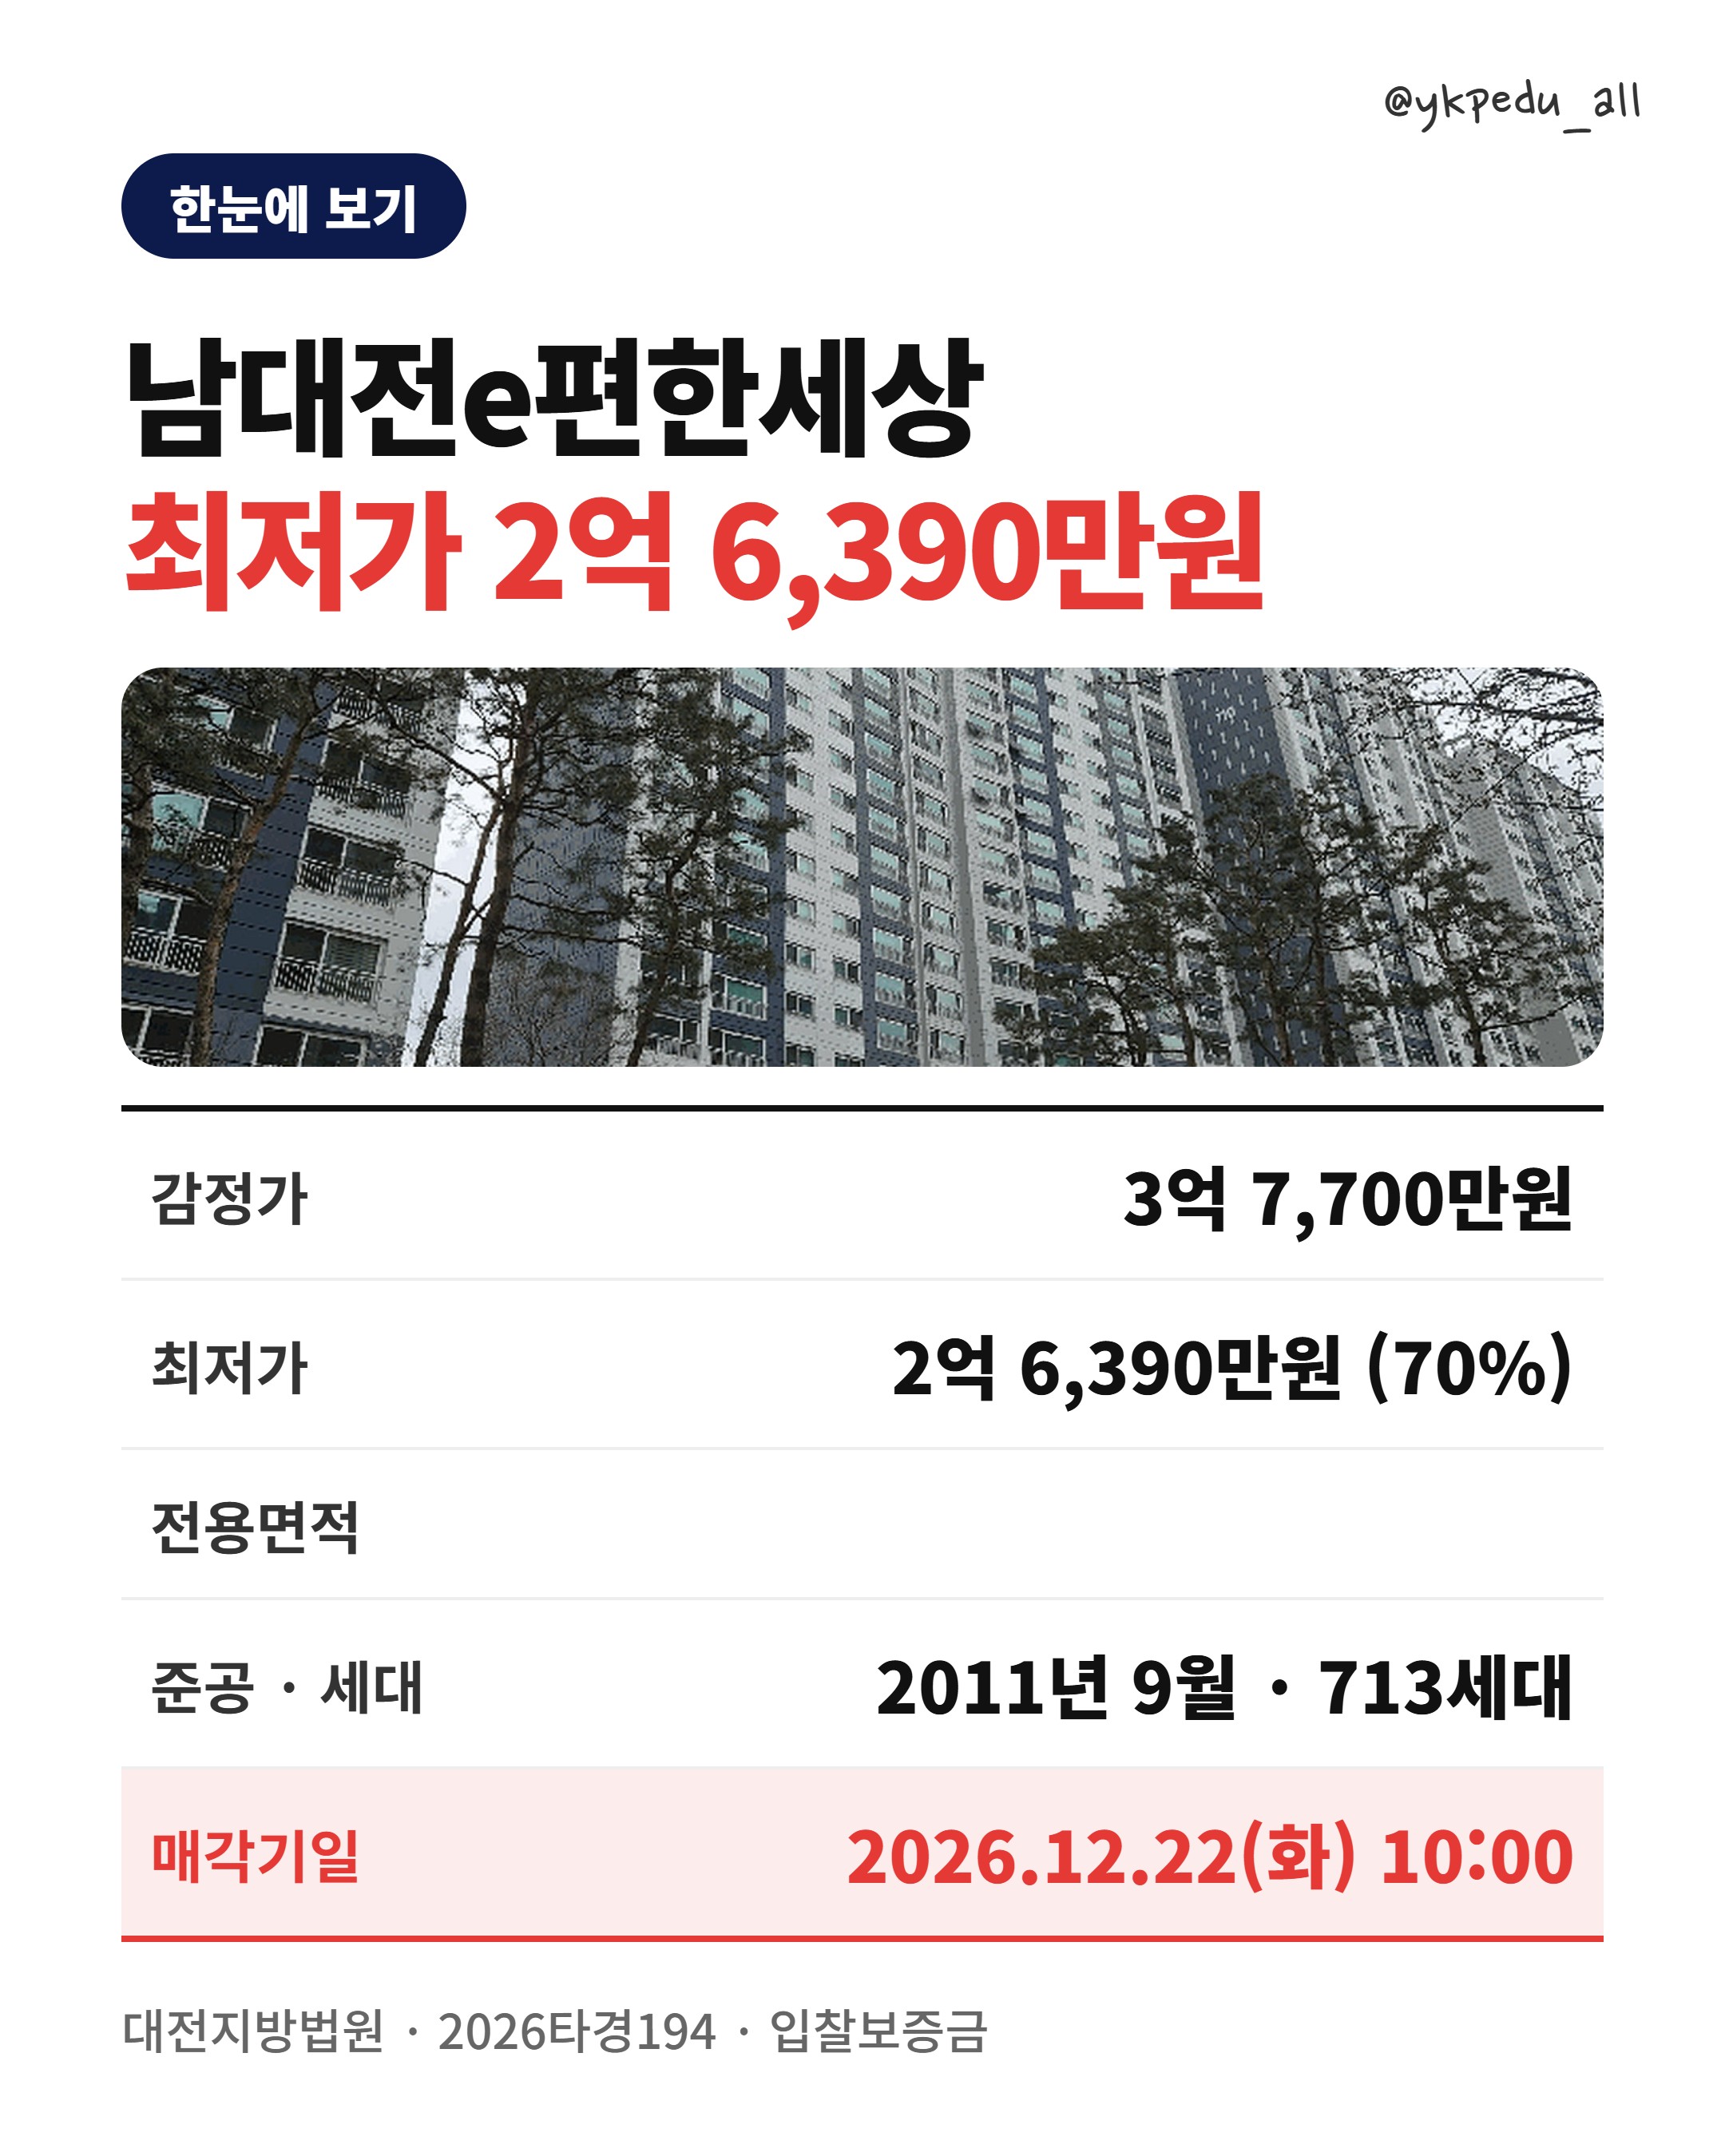 @ykpedu_all
한눈에 보기
남대전e편한세상
최저가 2억 6,390만원
감정가 3억 7,700만원
최저가 2억 6,390만원 (70%)
전용면적
준공 · 세대 2011년 9월 · 713세대
매각기일 2026.12.22(화) 10:00
대전지방법원 · 2026타경194 · 입찰보증금